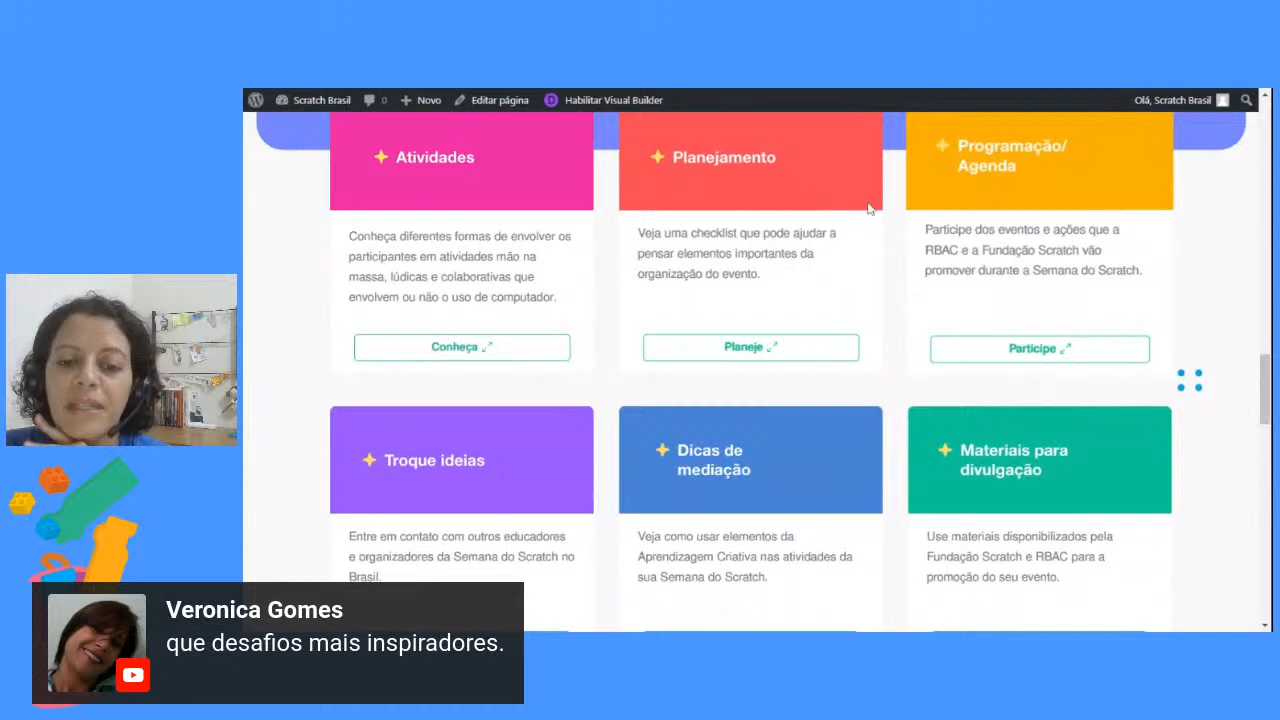 Scratch Brasil 0 Novo Editar página D Habilitar Visual Builder Olá, Scratch Brasil
Atividades
Conheça diferentes formas de envolver os
participantes em atividades mão na
massa, lúdicas e colaborativas que
envolvem ou não o uso de computador.
Conheça
Planejamento
Veja uma checklist que pode ajudar a
pensar elementos importantes da
organização do evento.
Planeje
Programação/
Agenda
Participe dos eventos e ações que a
RBAC e a Fundação Scratch vão
promover durante a Semana do Scratch.
Participe
Troque ideias
Entre em contato com outros educadores
e organizadores da Semana do Scratch no
Brasil.
Dicas de
mediação
Veja como usar elementos da
Aprendizagem Criativa nas atividades da
sua Semana do Scratch.
Materiais para
divulgação
Use materiais disponibilizados pela
Fundação Scratch e RBAC para a
promoção do seu evento.
Veronica Gomes
que desafios mais inspiradores.